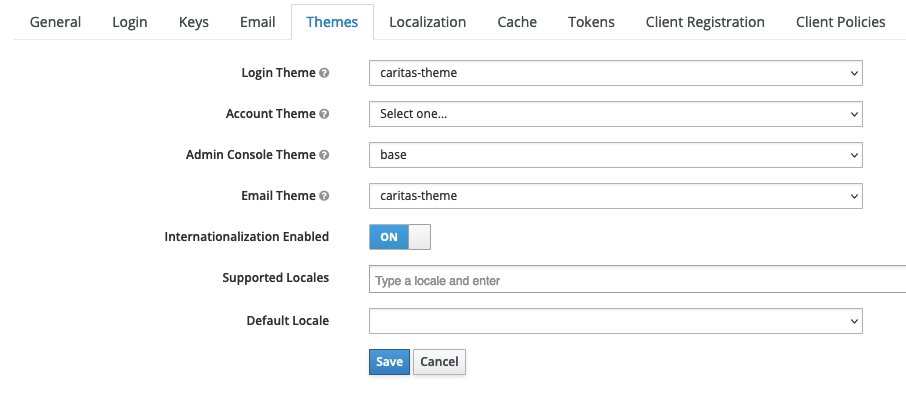 General Login Keys Email Themes Localization Cache Tokens Client Registration Client Policies
Login Theme caritas-theme
Account Theme Select one...
Admin Console Theme base
Email Theme caritas-theme
Internationalization Enabled ON
Supported Locales Type a locale and enter
Default Locale
Save Cancel